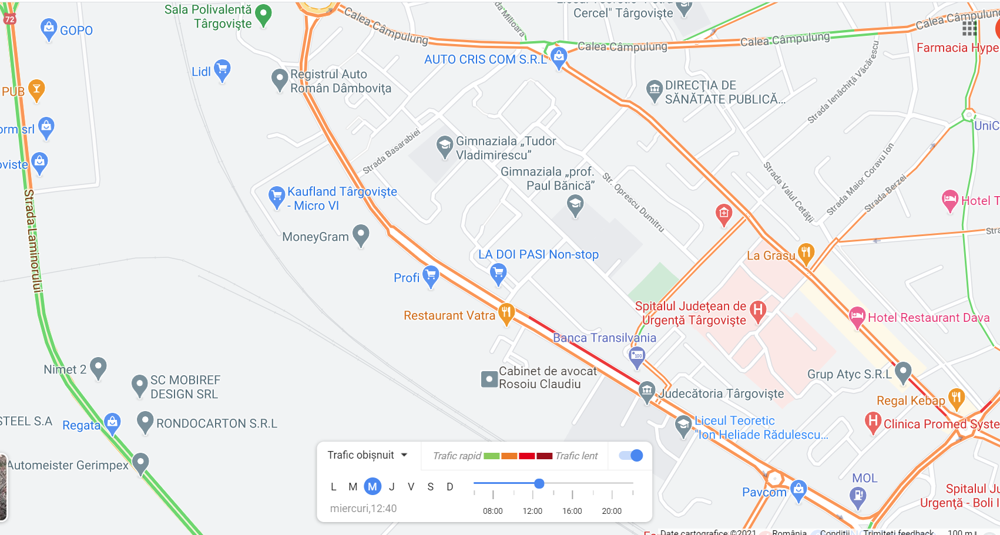 72
GOPO
Sala Polivalentă
Târgoviște
Calea Câmpulung
da Milioara
Cercel" Târgoviște
Calea Câmpulung
Calea Câmpulung
Calea Câmpulung
Farmacia Hype
AUTO CRIS COM S.R.L
Lidl
Registrul Auto
Român Dâmbovița
PUB
DIRECŢIA DE
SĂNĂTATE PUBLICĂ...
Strada Ienăchiță Văcărescu
orm srl
UniC
Strada Basarabiei
Gimnaziala „Tudor
Vladimirescu”
oviste
Gimnaziala „prof.
Paul Bănică”
Str. Oprescu Dumitru
Strada Valul Cetății
Strada Maior Coravu Ion
Strada Berzei
Kaufland Târgoviște
- Micro VI
Hotel T
Strada Laminorului
MoneyGram
Stra
LA DOI PASI Non-stop
La Grasu
Profi
Restaurant Vatra
Spitalul Județean de
Urgență Târgoviște
Hotel Restaurant Dava
Banca Transilvania
100
Nimet 2
SC MOBIREF
DESIGN SRL
Cabinet de avocat
Rosoiu Claudiu
Grup Atyc S.R.L
Judecătoria Târgoviște
Regal Kebap
STEEL S.A
Regata
RONDOCARTON S.R.L
Liceul Teoretic
"Ion Heliade Rădulescu...
Clinica Promed Syste
Automeister Gerimpex
Trafic obișnuit
Trafic rapid
Trafic lent
L M M J V S D
miercuri,12:40
08:00 12:00 16:00 20:00
MOL
Pavcom
Spitalul Ju
Urgență - Boli I
Date cartografice ©2021 România Condiții Trimiteți feedback 100 m